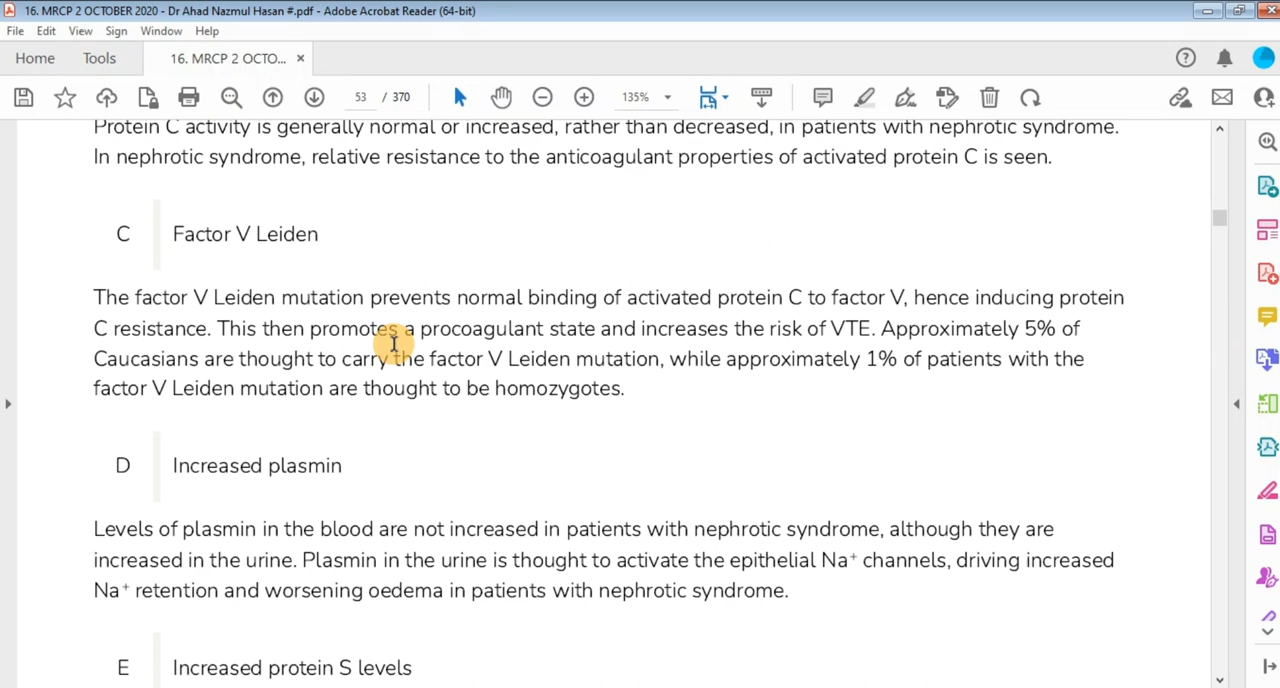 16. MRCP 2 OCTOBER 2020 - Dr Ahad Nazmul Hasan #.pdf - Adobe Acrobat Reader (64-bit)
File Edit View Sign Window Help
Home Tools 16. MRCP 2 OCTO... ×
53 / 370 135%
Protein C activity is generally normal or increased, rather than decreased, in patients with nephrotic syndrome.
In nephrotic syndrome, relative resistance to the anticoagulant properties of activated protein C is seen.
C Factor V Leiden
The factor V Leiden mutation prevents normal binding of activated protein C to factor V, hence inducing protein
C resistance. This then promotes a procoagulant state and increases the risk of VTE. Approximately 5% of
Caucasians are thought to carry the factor V Leiden mutation, while approximately 1% of patients with the
factor V Leiden mutation are thought to be homozygotes.
D Increased plasmin
Levels of plasmin in the blood are not increased in patients with nephrotic syndrome, although they are
increased in the urine. Plasmin in the urine is thought to activate the epithelial Na⁺ channels, driving increased
Na⁺ retention and worsening oedema in patients with nephrotic syndrome.
E Increased protein S levels